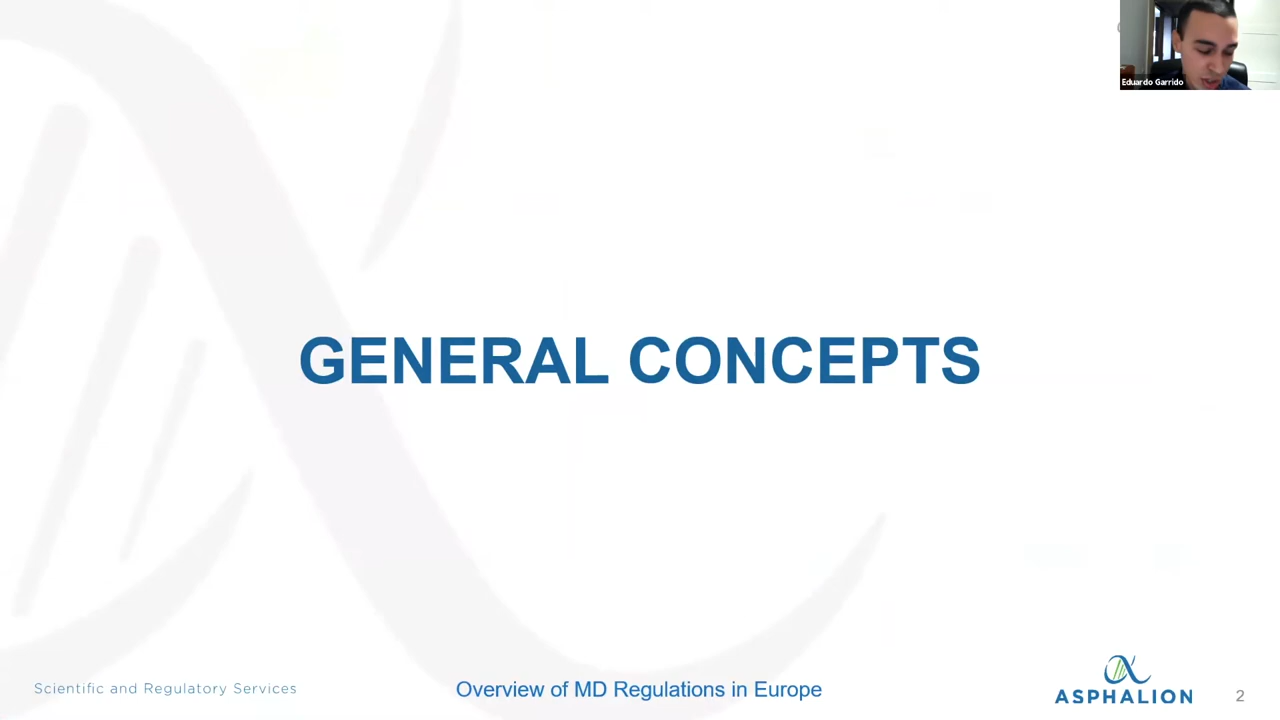 Eduardo Garrido
GENERAL CONCEPTS
Scientific and Regulatory Services
Overview of MD Regulations in Europe
ASPHALION
2